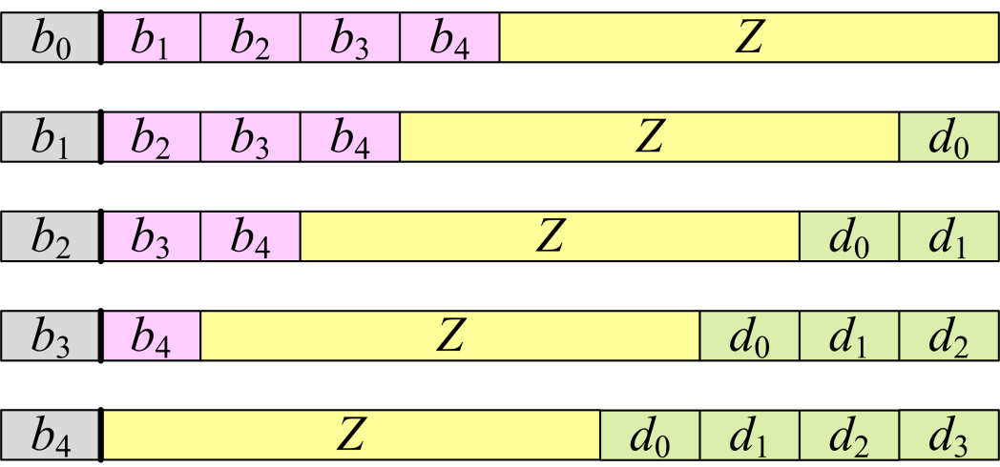 b₀ b₁ b₂ b₃ b₄ Z
b₁ b₂ b₃ b₄ Z d₀
b₂ b₃ b₄ Z d₀ d₁
b₃ b₄ Z d₀ d₁ d₂
b₄ Z d₀ d₁ d₂ d₃